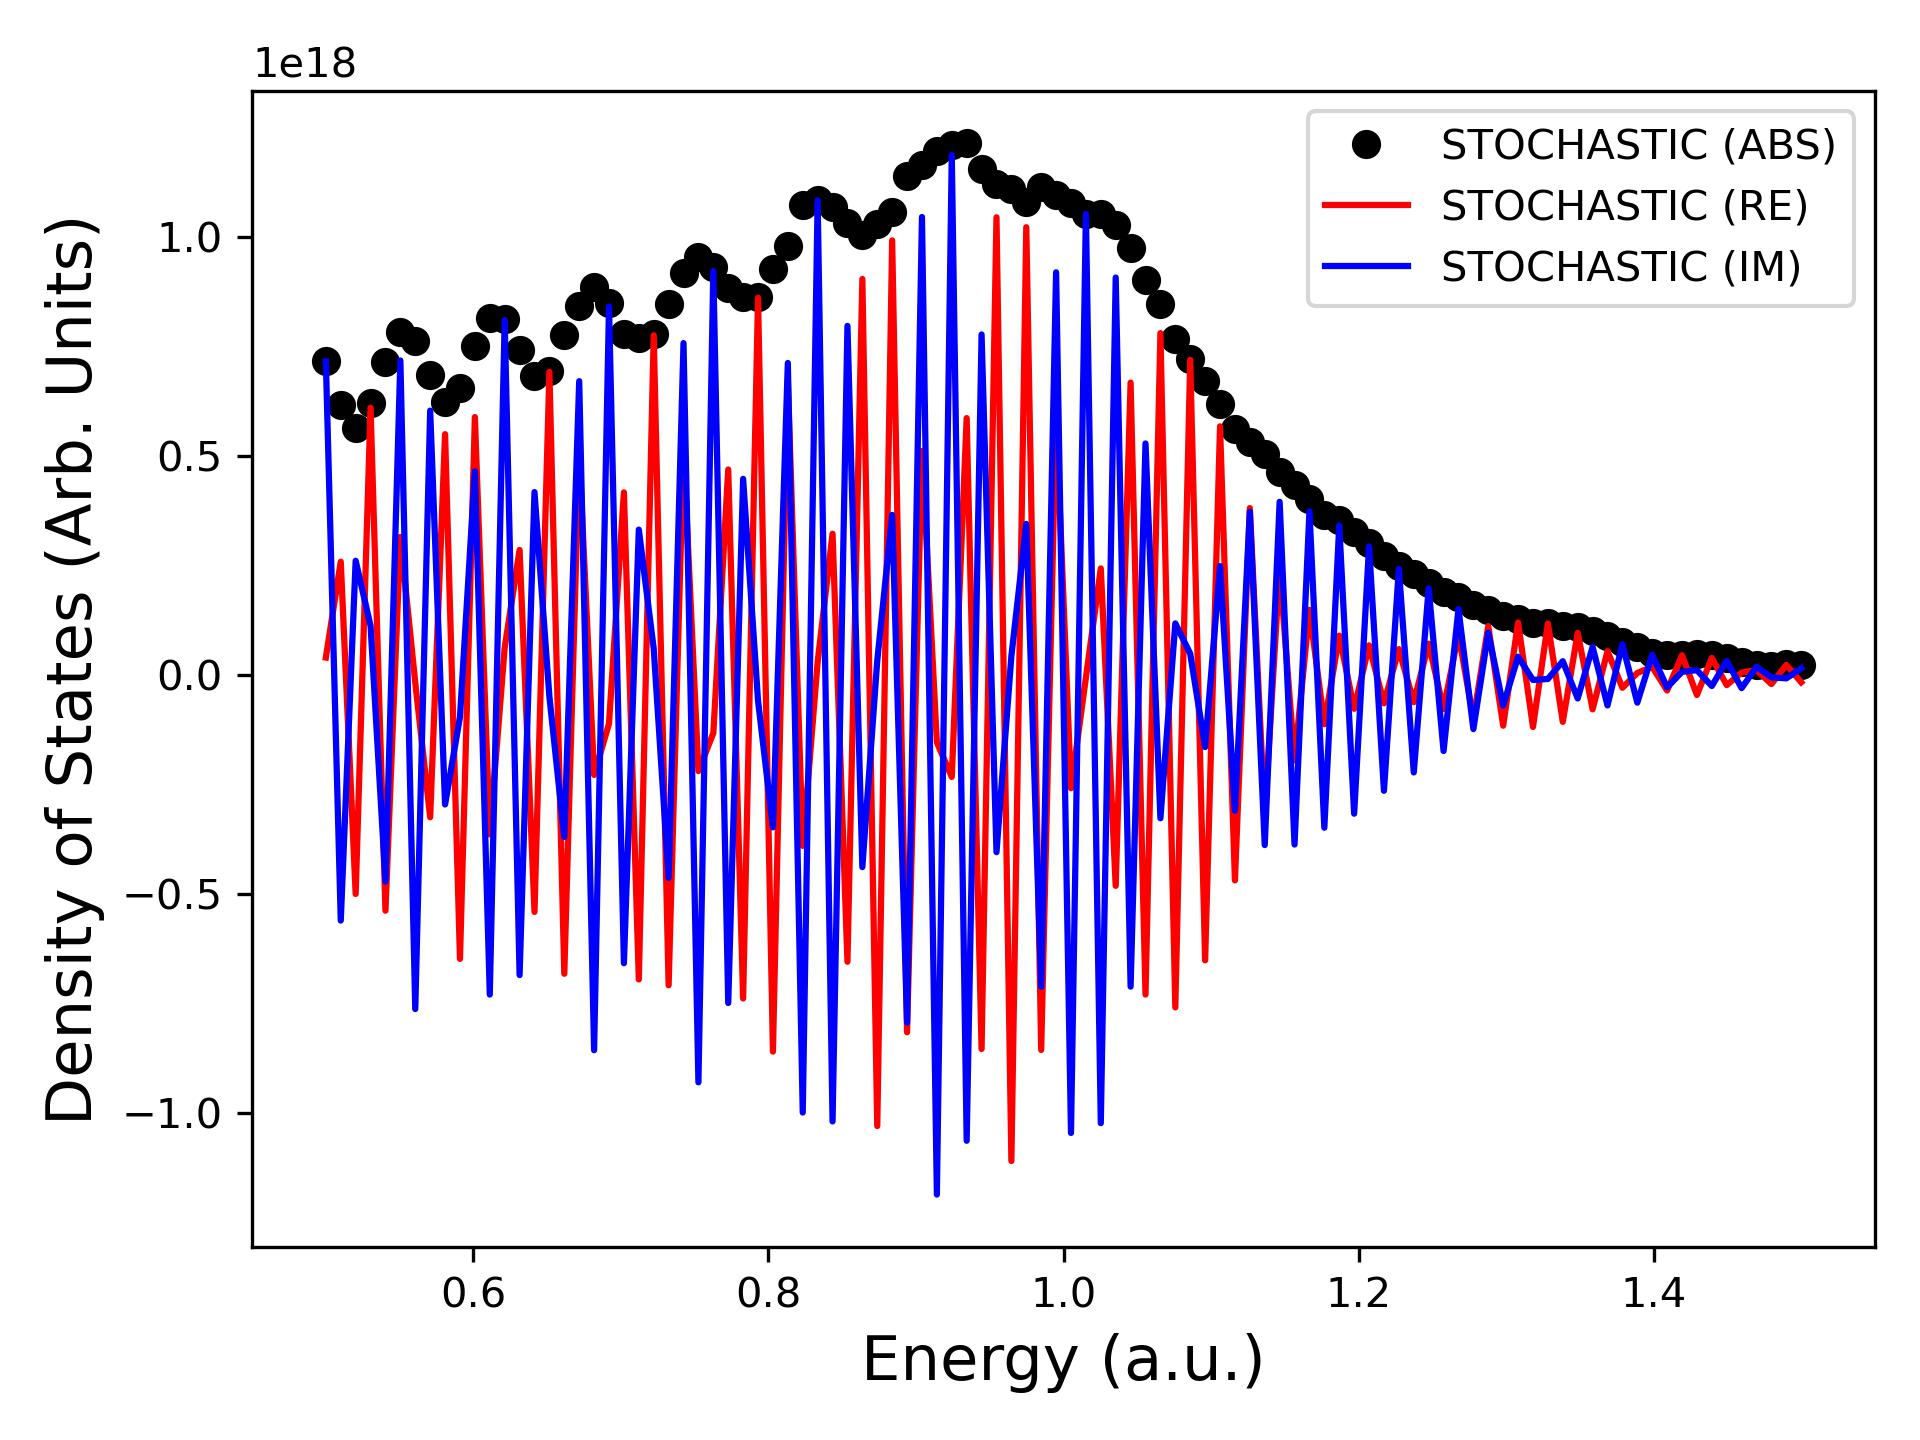 1e18
STOCHASTIC (ABS)
STOCHASTIC (RE)
STOCHASTIC (IM)
Density of States (Arb. Units)
1.0
0.5
0.0
−0.5
−1.0
0.6 0.8 1.0 1.2 1.4
Energy (a.u.)